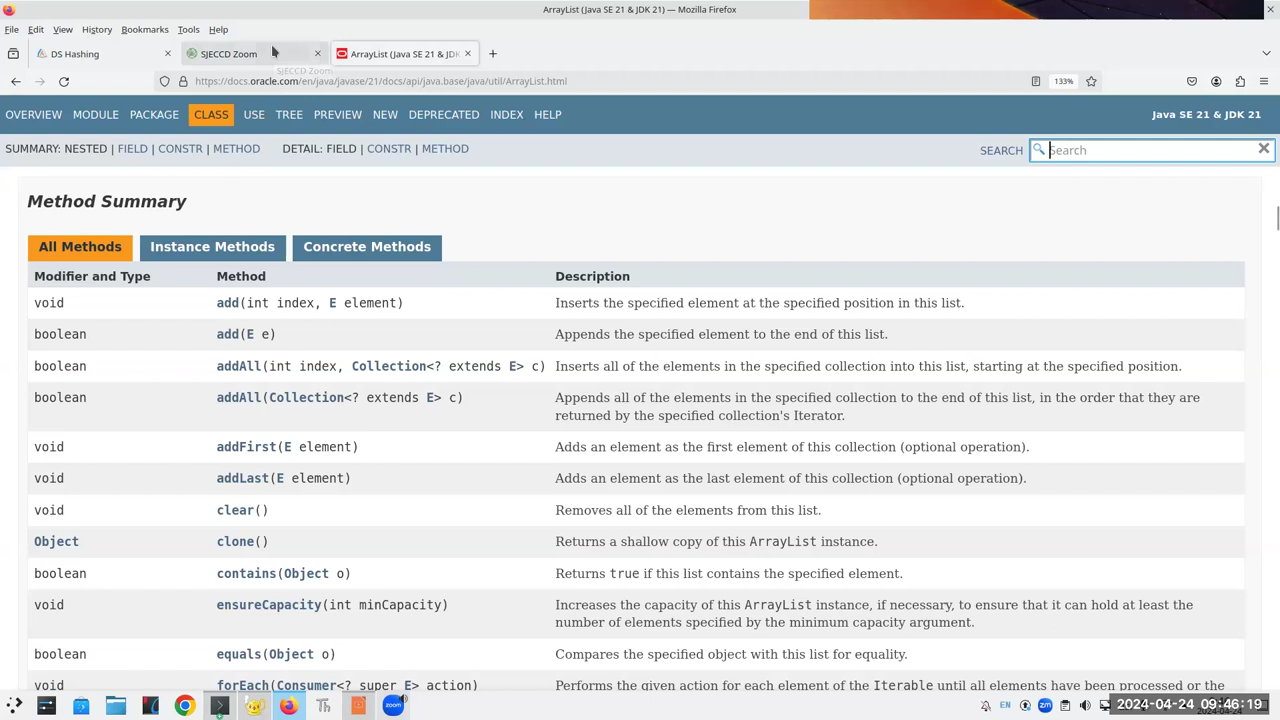 ArrayList (Java SE 21 & JDK 21) — Mozilla Firefox
File Edit View History Bookmarks Tools Help
DS Hashing
SJECCD Zoom
ArrayList (Java SE 21 & JDK
SJECCD Zoom
https://docs.oracle.com/en/java/javase/21/docs/api/java.base/java/util/ArrayList.html
133%
OVERVIEW MODULE PACKAGE CLASS USE TREE PREVIEW NEW DEPRECATED INDEX HELP
Java SE 21 & JDK 21
SUMMARY: NESTED | FIELD | CONSTR | METHOD DETAIL: FIELD | CONSTR | METHOD
SEARCH
Search
Method Summary
All Methods Instance Methods Concrete Methods
Modifier and Type Method Description
void add(int index, E element) Inserts the specified element at the specified position in this list.
boolean add(E e) Appends the specified element to the end of this list.
boolean addAll(int index, Collection<? extends E> c) Inserts all of the elements in the specified collection into this list, starting at the specified position.
boolean addAll(Collection<? extends E> c) Appends all of the elements in the specified collection to the end of this list, in the order that they are
returned by the specified collection's Iterator.
void addFirst(E element) Adds an element as the first element of this collection (optional operation).
void addLast(E element) Adds an element as the last element of this collection (optional operation).
void clear() Removes all of the elements from this list.
Object clone() Returns a shallow copy of this ArrayList instance.
boolean contains(Object o) Returns true if this list contains the specified element.
void ensureCapacity(int minCapacity) Increases the capacity of this ArrayList instance, if necessary, to ensure that it can hold at least the
number of elements specified by the minimum capacity argument.
boolean equals(Object o) Compares the specified object with this list for equality.
void forEach(Consumer<? super E> action) Performs the given action for each element of the Iterable until all elements have been processed or the
Th
zoom
zm
EN
2024-04-24 09:46:19